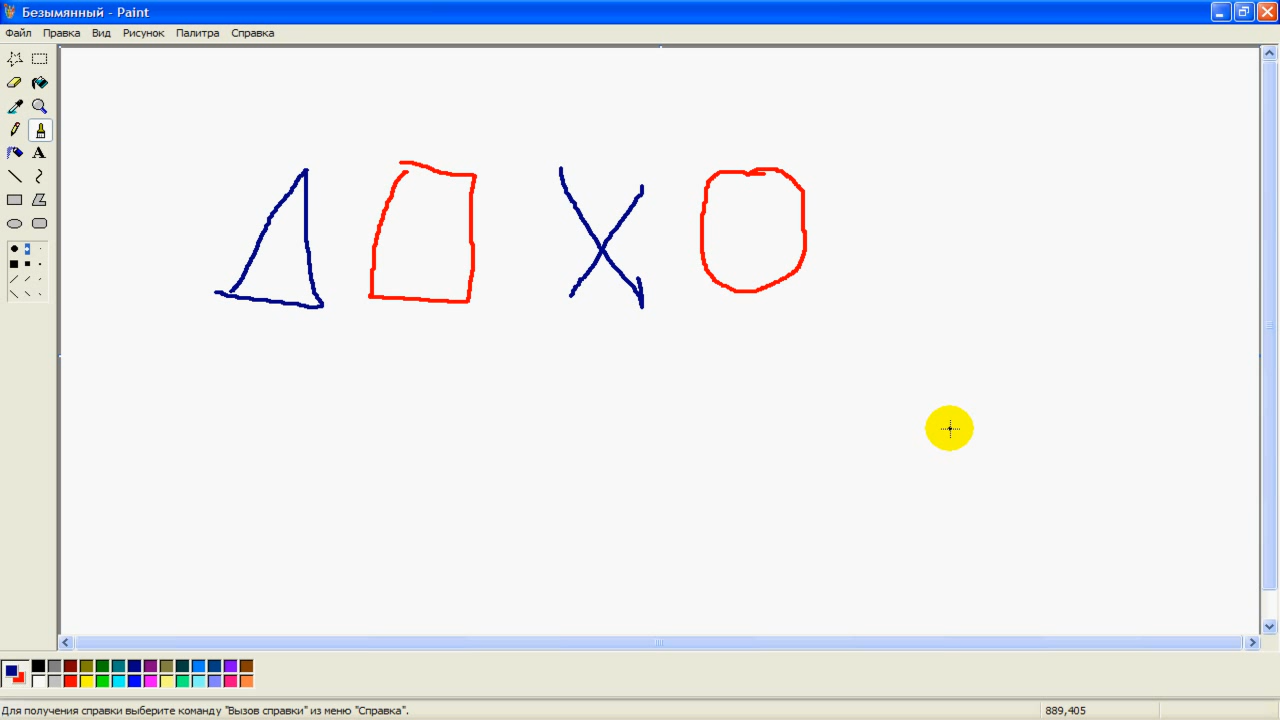 Безымянный - Paint
Файл Правка Вид Рисунок Палитра Справка
A
Для получения справки выберите команду "Вызов справки" из меню "Справка".
889,405